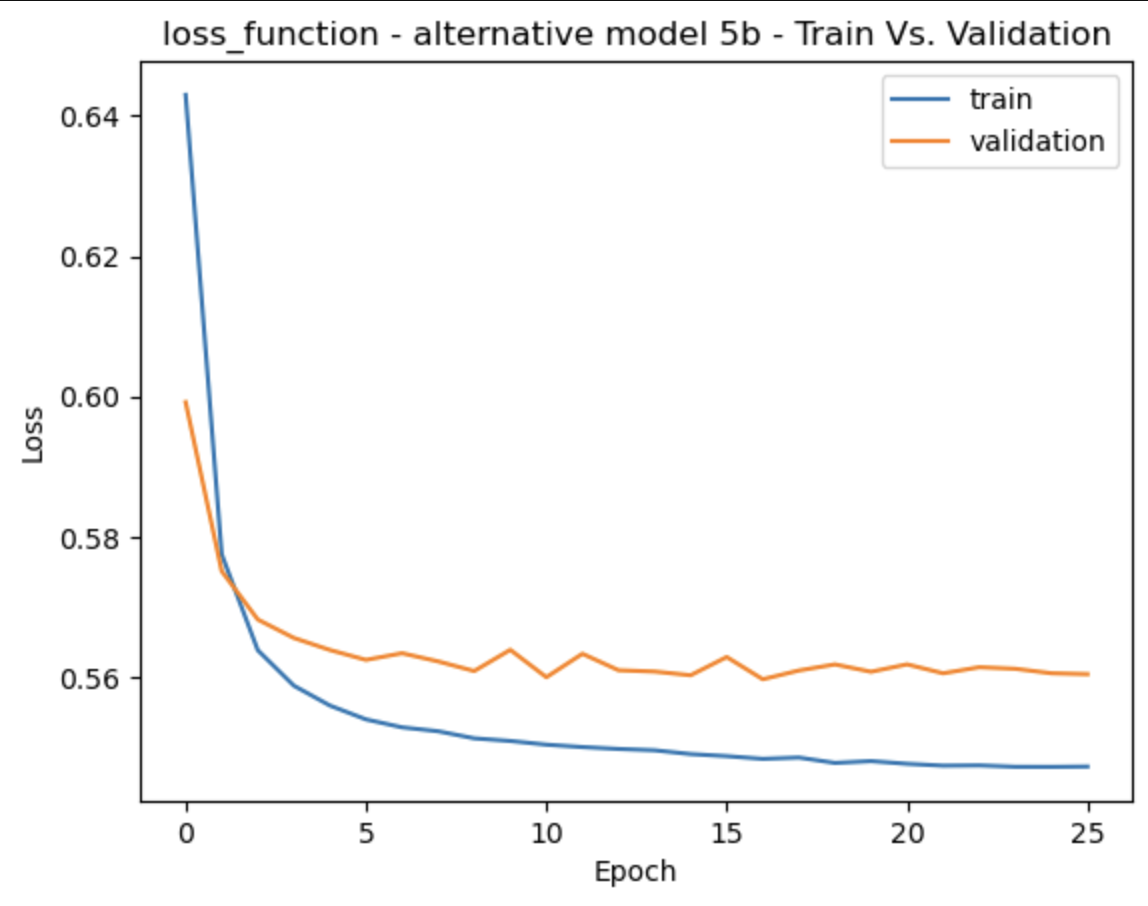 loss_function - alternative model 5b - Train Vs. Validation
train
validation
0.64
0.62
0.60
0.58
0.56
Loss
0 5 10 15 20 25
Epoch